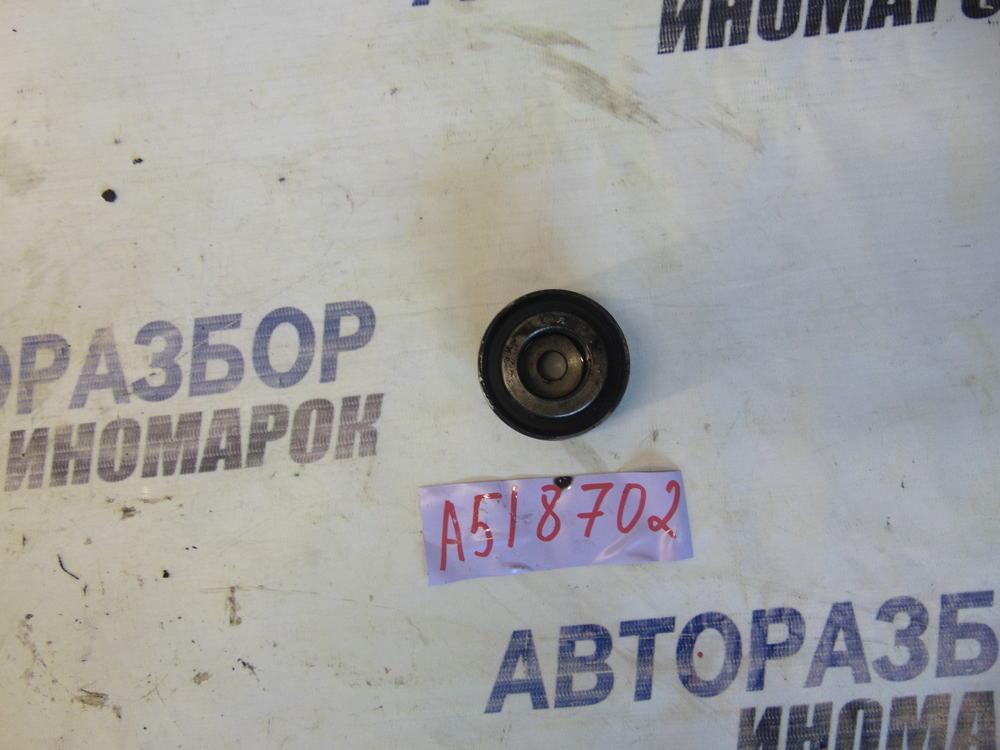 ИНОМАРО
ОРАЗБОР
ИНОМАРОК
A518702
АВТОРАЗБ
ИНОМА